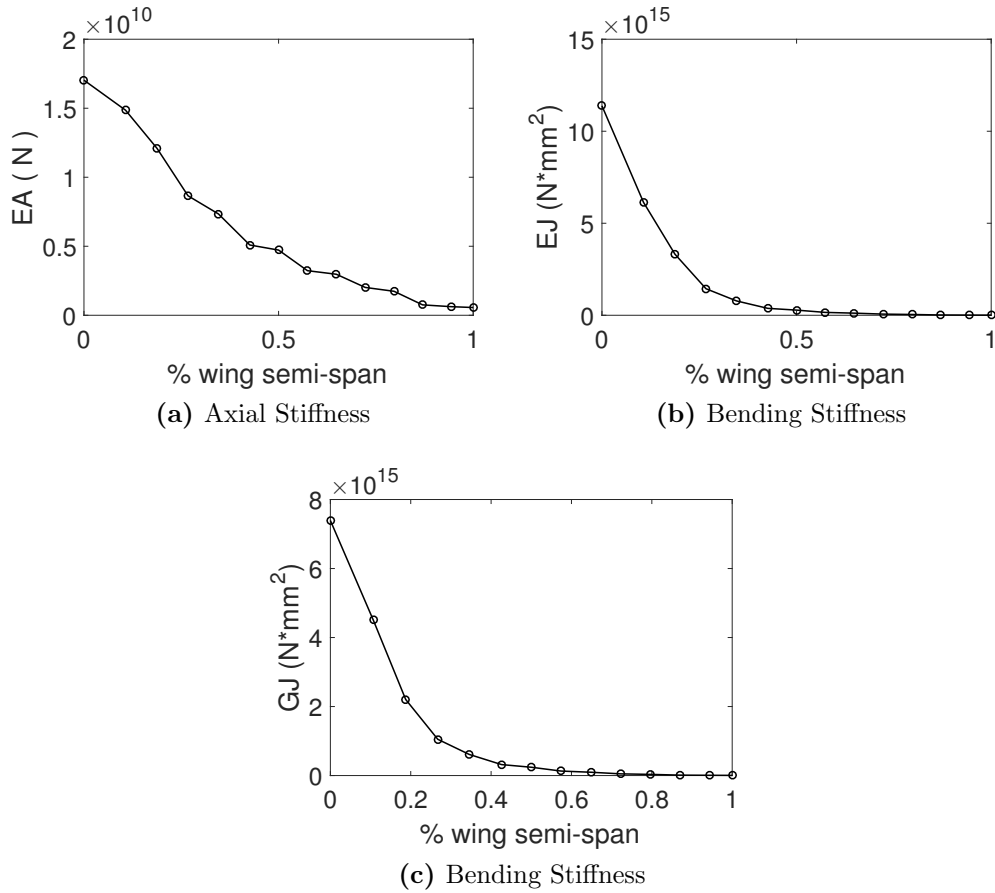 ×10^10
2
1.5
1
0.5
0
EA ( N )
0 0.5 1
% wing semi-span
(a) Axial Stiffness
×10^15
15
10
5
0
EJ (N*mm^2)
0 0.5 1
% wing semi-span
(b) Bending Stiffness
×10^15
8
6
4
2
0
GJ (N*mm^2)
0 0.2 0.4 0.6 0.8 1
% wing semi-span
(c) Bending Stiffness